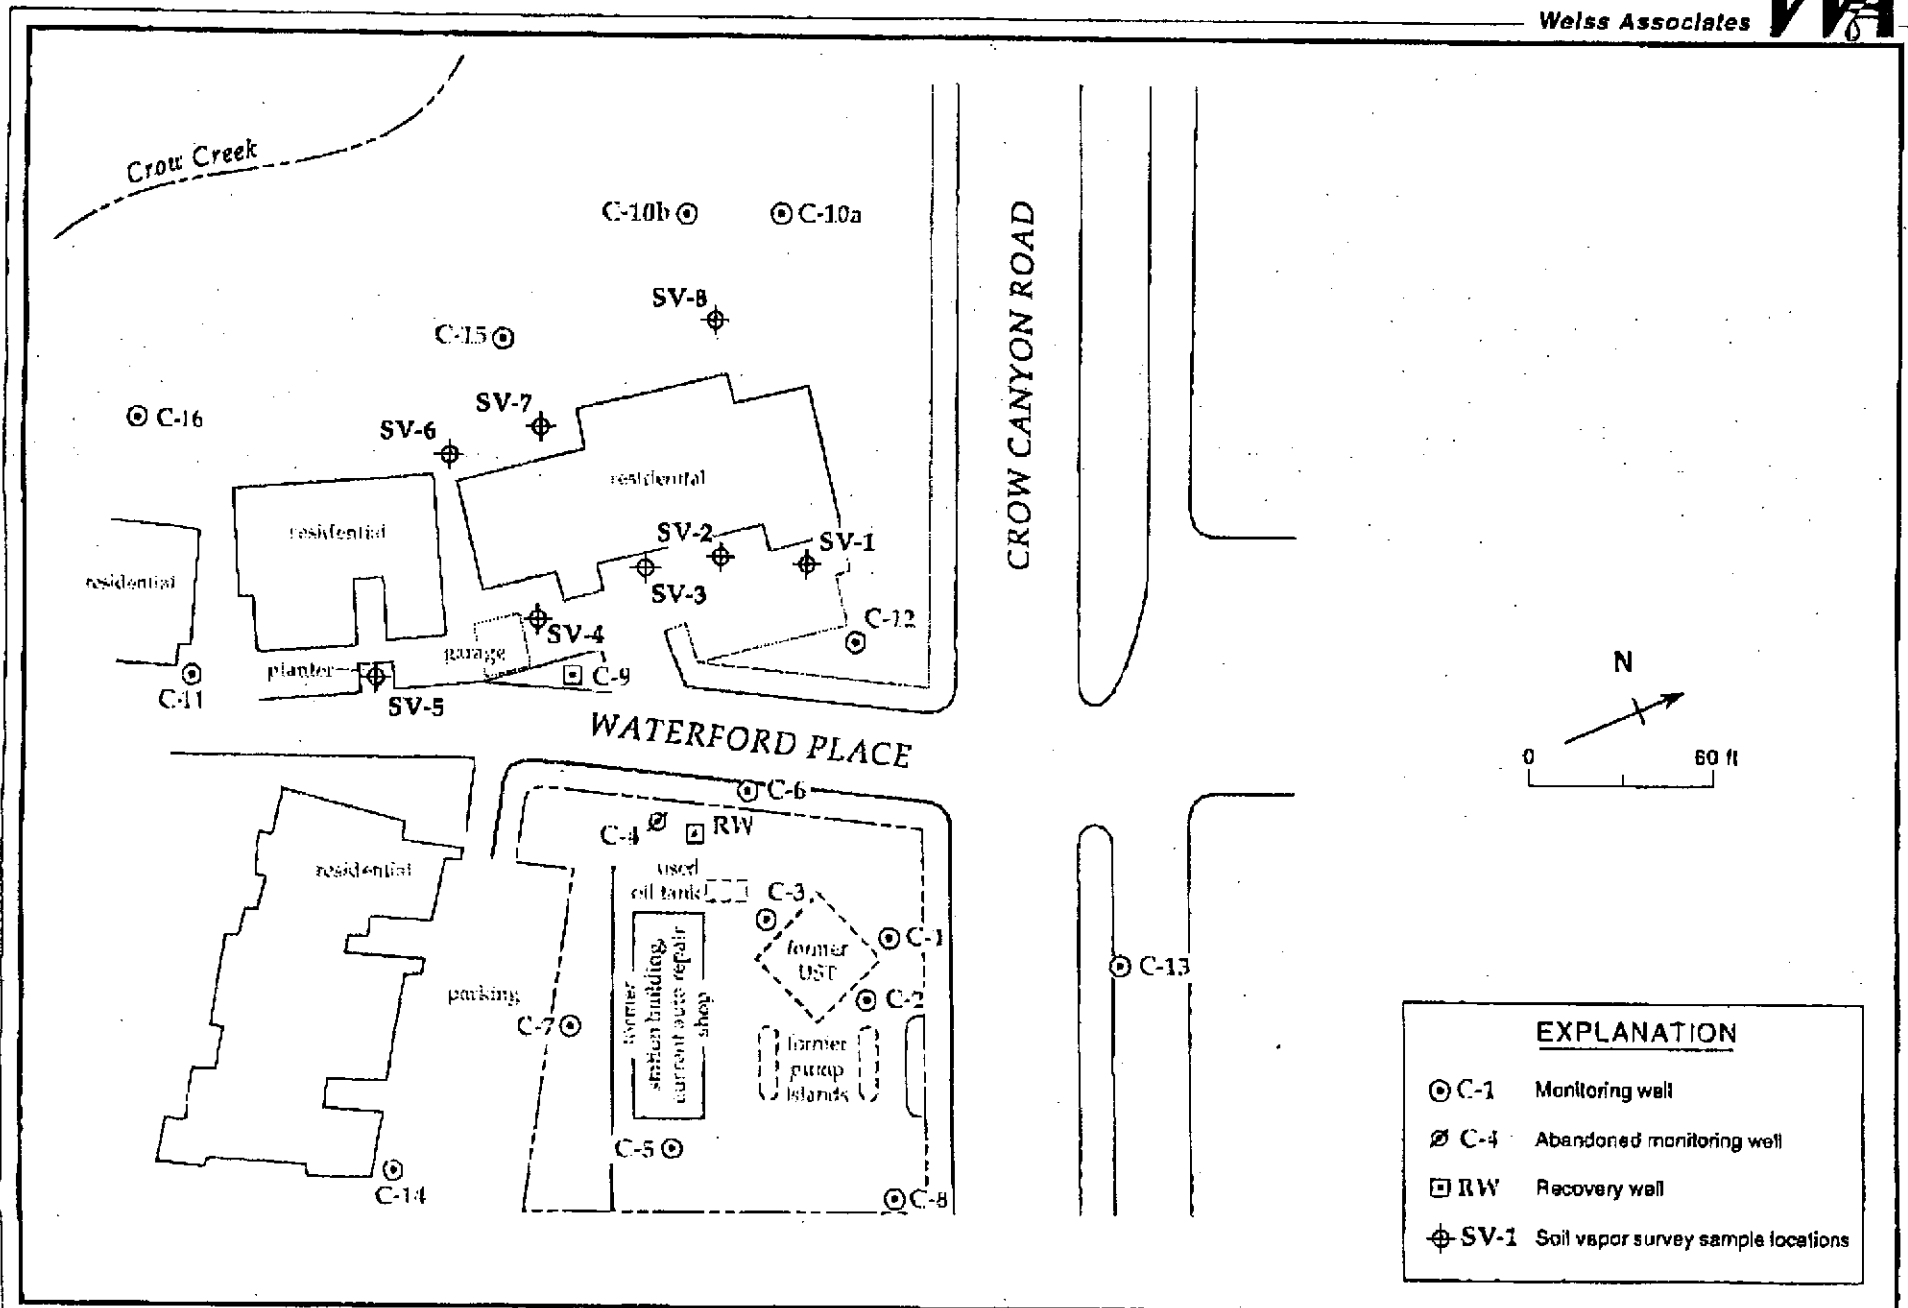 Weiss Associates
WA
Crow Creek
C-10b
C-10a
CROW CANYON ROAD
SV-8
C-15
SV-7
C-16
SV-6
residential
residential
SV-2
SV-1
residential
SV-3
C-12
SV-4
garage
planter
C-9
C-11
SV-5
WATERFORD PLACE
N
0 60 ft
C-6
C-4
RW
residential
used
oil tank
C-3
C-1
former
UST
C-13
former
station building,
current auto repair
shop
parking
C-2
C-7
former
pump
islands
C-5
C-14
C-8
EXPLANATION
C-1 Monitoring well
C-4 Abandoned monitoring well
RW Recovery well
SV-1 Soil vapor survey sample locations